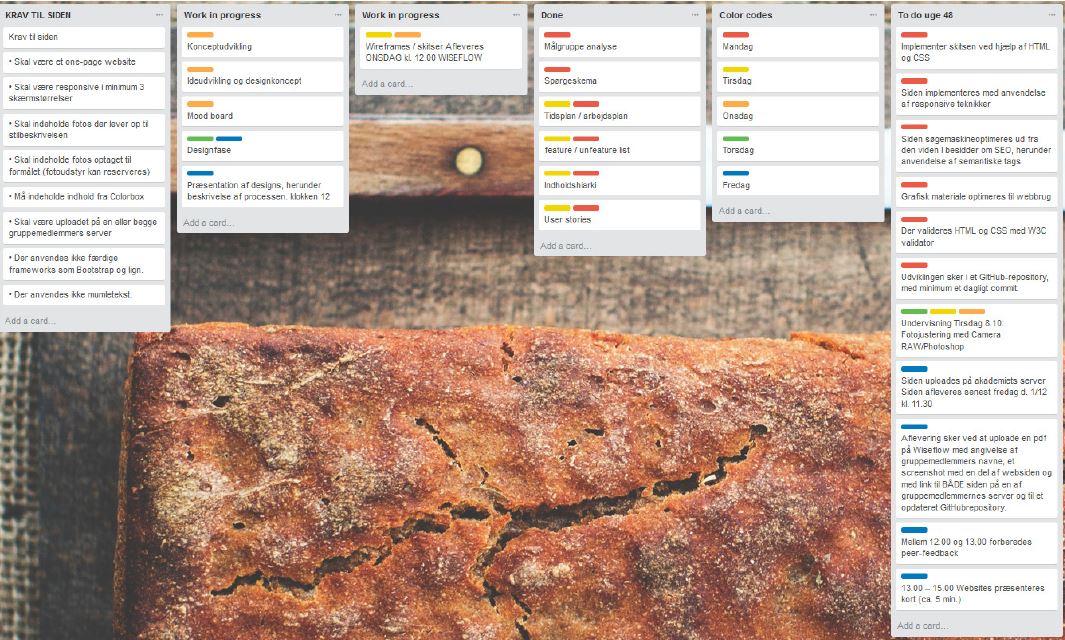 KRAV TIL SIDEN
Krav til siden
• Skal være et one-page website
• Skal være responsive i minimum 3
skærmstørrelser
• Skal indeholde fotos der lever op til
stilbeskrivelsen
• Skal indeholde fotos optaget til
formålet (fotoudstyr kan reserveres)
• Må indeholde indhold fra Colorbox
• Skal være uploadet på en eller begge
gruppemedlemmers server
• Der anvendes ikke færdige
frameworks som Bootstrap og lign.
• Der anvendes ikke mumletekst.
Add a card...
Work in progress
Konceptudvikling
Ideudvikling og designkoncept
Mood board
Designfase
Præsentation af designs, herunder
beskrivelse af processen. klokken 12
Add a card...
Work in progress
Wireframes / skitser Afleveres
ONSDAG kl. 12.00 WISEFLOW
Add a card...
Done
Målgruppe analyse
Spørgeskema
Tidsplan / arbejdsplan
feature / unfeature list
Indholdshiarki
User stories
Add a card...
Color codes
Mandag
Tirsdag
Onsdag
Torsdag
Fredag
Add a card...
To do uge 48
Implementer skitsen ved hjælp af HTML
og CSS
Siden implementeres med anvendelse
af responsive teknikker
Siden søgemaskineoptimeres ud fra
den viden I besidder om SEO, herunder
anvendelse af semantiske tags
Grafisk materiale optimeres til webbrug
Der valideres HTML og CSS med W3C
validator
Udviklingen sker i et GitHub-repository,
med minimum et dagligt commit.
Undervisning Tirsdag 8.10:
Fotojustering med Camera
RAW/Photoshop
Siden uploades på akademiets server
Siden afleveres senest fredag d. 1/12
kl. 11.30
Aflevering sker ved at uploade en pdf
på Wiseflow med angivelse af
gruppemedlemmers navne, et
screenshot med en del af websiden og
med link til BÅDE siden på en af
gruppemedlemmernes server og til et
opdateret GitHubrepository.
Mellem 12.00 og 13.00 forberedes
peer-feedback
13.00 – 15.00 Websites præsenteres
kort (ca. 5 min.)
Add a card...